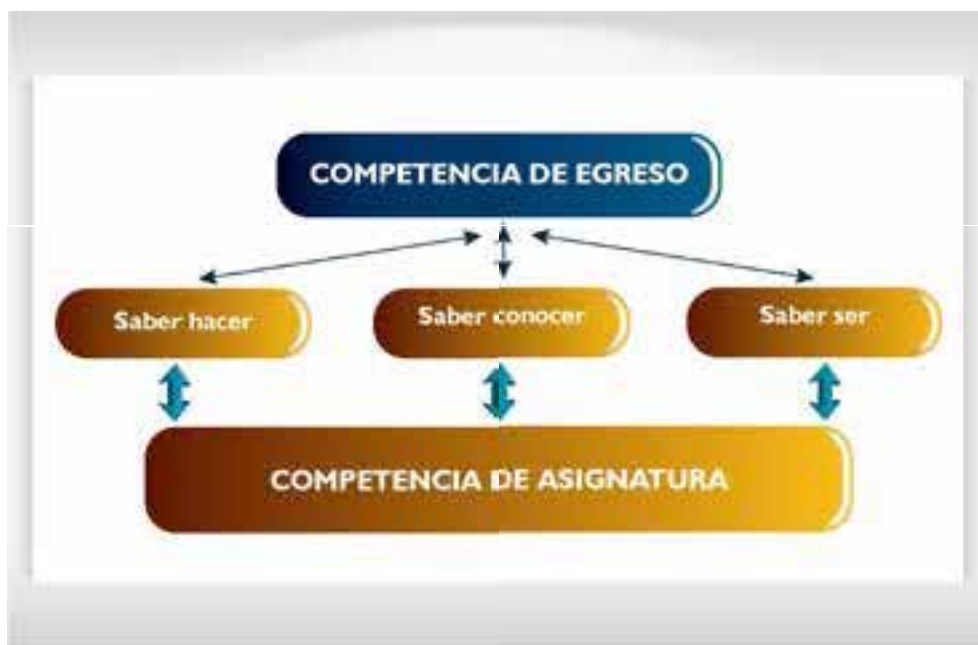 COMPETENCIA DE EGRESO
Saber hacer
Saber conocer
Saber ser
COMPETENCIA DE ASIGNATURA